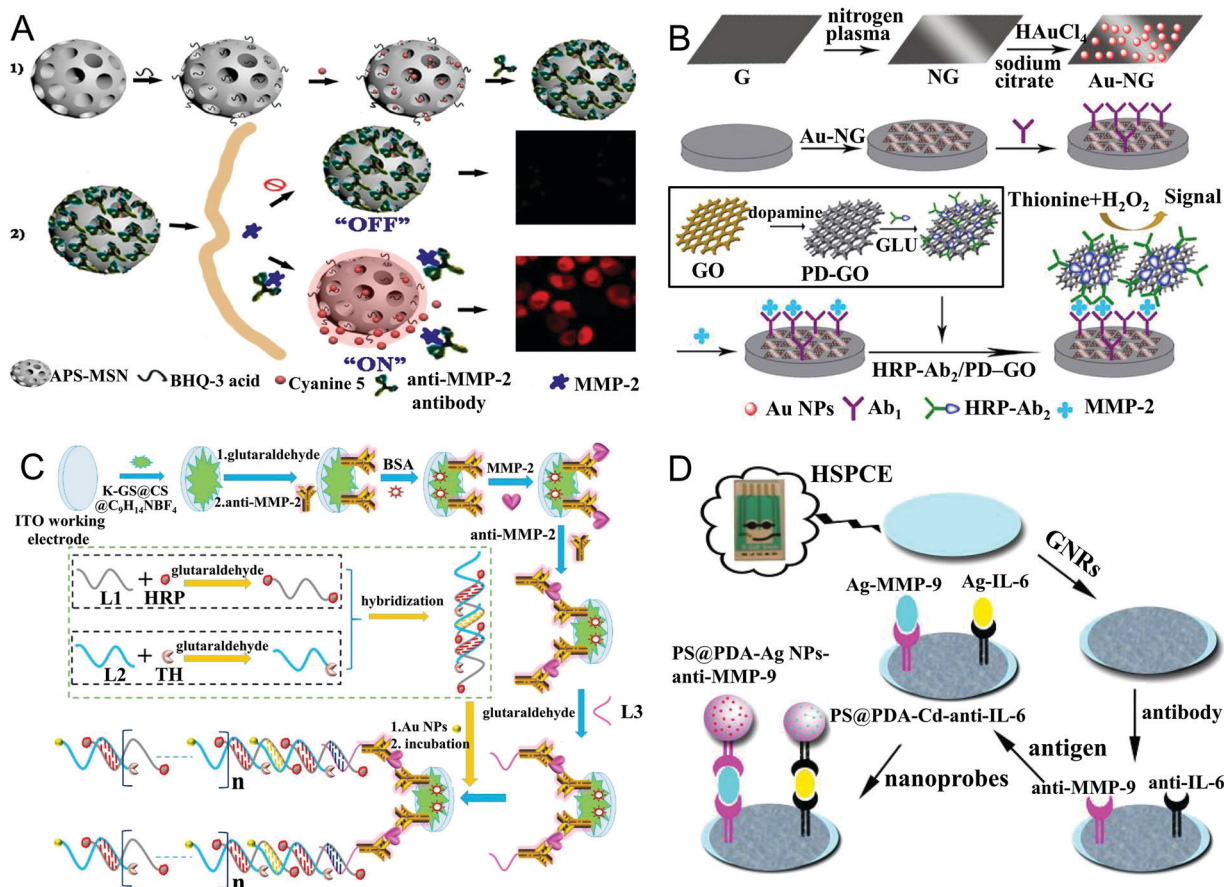 A
1)
2)
"OFF"
"ON"
APS-MSN
BHQ-3 acid
Cyanine 5
anti-MMP-2
antibody
MMP-2
B
nitrogen
plasma
HAuCl4
sodium
citrate
G
NG
Au-NG
Au-NG
dopamine
GLU
GO
PD-GO
Thionine+H2O2
Signal
HRP-Ab2/PD–GO
Au NPs
Ab1
HRP-Ab2
MMP-2
C
K-GS@CS
@C9H14NBF4
ITO working
electrode
1.glutaraldehyde
2.anti-MMP-2
BSA
MMP-2
anti-MMP-2
L1
+
HRP
glutaraldehyde
L2
+
TH
glutaraldehyde
hybridization
glutaraldehyde
L3
1.Au NPs
2. incubation
n
n
D
HSPCE
GNRs
Ag-MMP-9
Ag-IL-6
PS@PDA-Ag NPs-
anti-MMP-9
PS@PDA-Cd-anti-IL-6
antibody
antigen
nanoprobes
anti-MMP-9
anti-IL-6